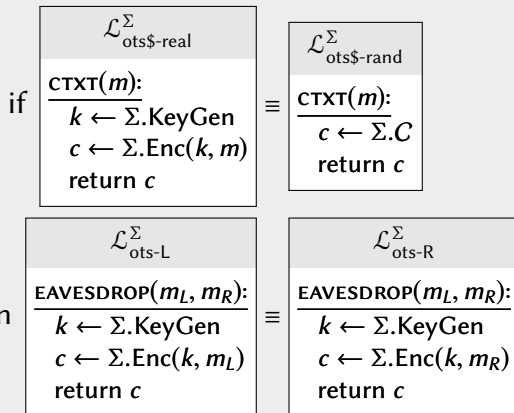 if
ℒ^Σ_ots$-real
CTXT(m):
k ← Σ.KeyGen
c ← Σ.Enc(k, m)
return c
≡
ℒ^Σ_ots$-rand
CTXT(m):
c ← Σ.𝒞
return c
n
ℒ^Σ_ots-L
EAVESDROP(m_L, m_R):
k ← Σ.KeyGen
c ← Σ.Enc(k, m_L)
return c
≡
ℒ^Σ_ots-R
EAVESDROP(m_L, m_R):
k ← Σ.KeyGen
c ← Σ.Enc(k, m_R)
return c